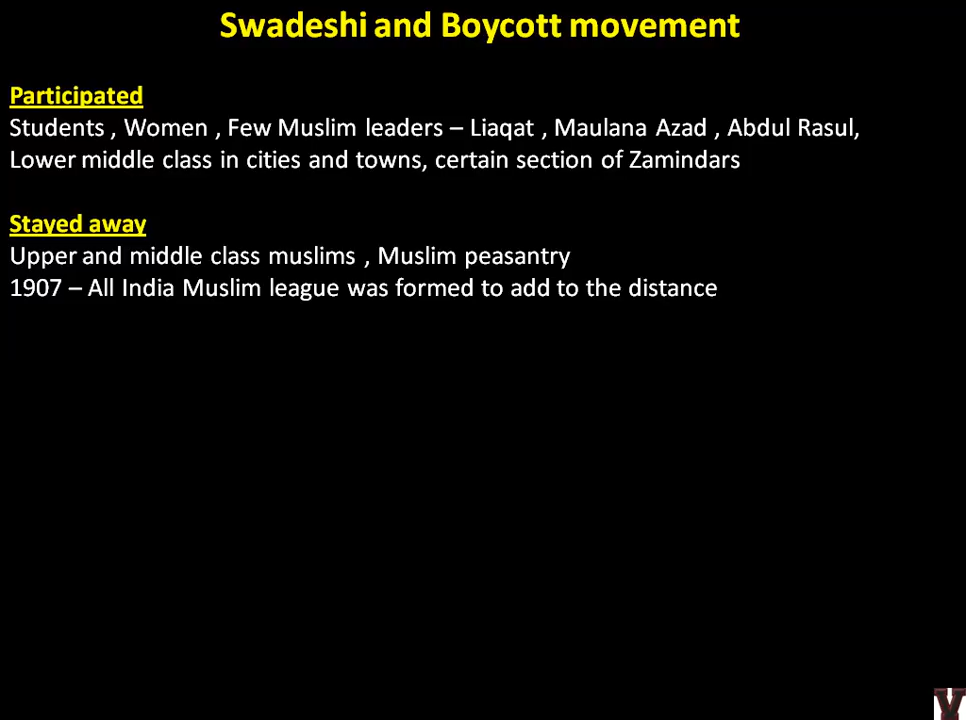 Swadeshi and Boycott movement
Participated
Students , Women , Few Muslim leaders – Liaqat , Maulana Azad , Abdul Rasul,
Lower middle class in cities and towns, certain section of Zamindars
Stayed away
Upper and middle class muslims , Muslim peasantry
1907 – All India Muslim league was formed to add to the distance